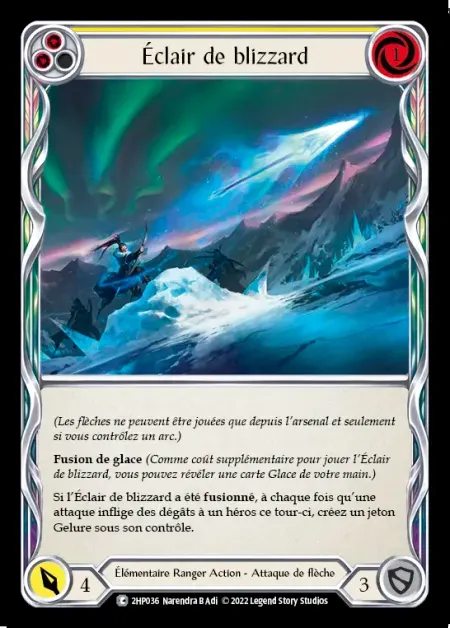 Éclair de blizzard
1
(Les flèches ne peuvent être jouées que depuis l'arsenal et seulement
si vous contrôlez un arc.)
Fusion de glace (Comme coût supplémentaire pour jouer l'Éclair
de blizzard, vous pouvez révéler une carte Glace de votre main.)
Si l'Éclair de blizzard a été fusionné, à chaque fois qu'une
attaque inflige des dégâts à un héros ce tour-ci, créez un jeton
Gelure sous son contrôle.
4
Élémentaire Ranger Action - Attaque de flèche
3
C 2HP036 Narendra B Adi © 2022 Legend Story Studios